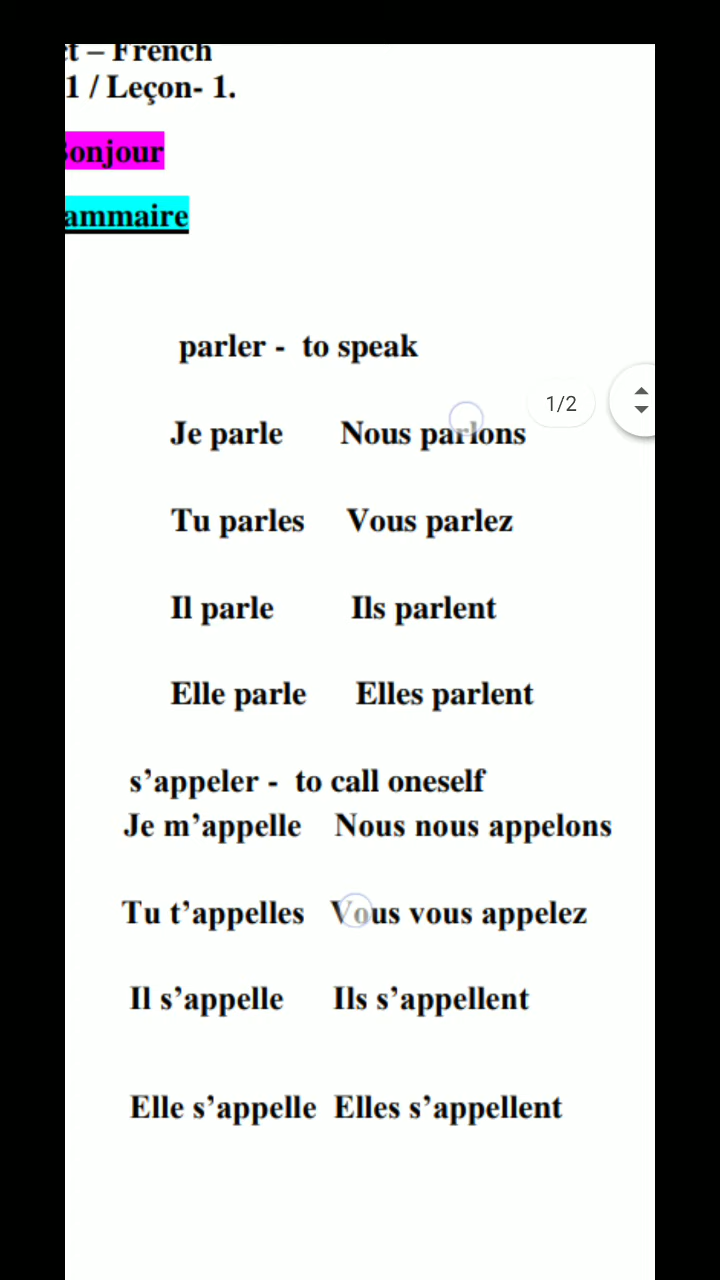 ct – French
1 / Leçon- 1.
Bonjour
ammaire
parler - to speak
1/2
Je parle Nous parlons
Tu parles Vous parlez
Il parle Ils parlent
Elle parle Elles parlent
s’appeler - to call oneself
Je m’appelle Nous nous appelons
Tu t’appelles Vous vous appelez
Il s’appelle Ils s’appellent
Elle s’appelle Elles s’appellent